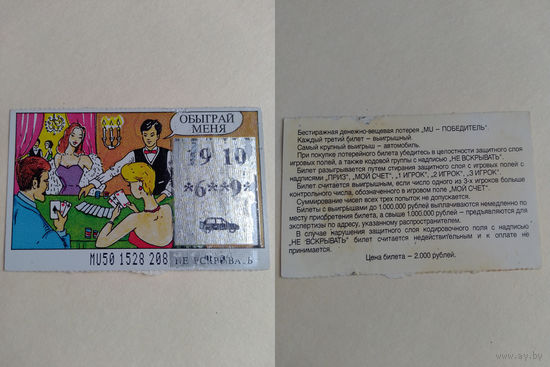 ОБЫГРАЙ
МЕНЯ
9 10
*6**9*
MU50 1528 208
НЕ ВСКРЫВАТЬ
Бестиражная денежно-вещевая лотерея „MU – ПОБЕДИТЕЛЬ".
Каждый третий билет – выигрышный.
Самый крупный выигрыш – автомобиль.
При покупке лотерейного билета убедитесь в целостности защитного слоя
игровых полей, а также кодовой группы с надписью „НЕ ВСКРЫВАТЬ".
Билет разыгрывается путем стирания защитного слоя с игровых полей с
надписями „ПРИЗ", „МОЙ СЧЕТ", „1 ИГРОК", „2 ИГРОК", „3 ИГРОК".
Билет считается выигрышным, если число одного из 3-х игроков больше
контрольного числа, обозначенного в игровом поле „МОЙ СЧЕТ".
Суммирование чисел всех трех попыток не допускается.
Билеты с выигрышами до 1.000.000 рублей выплачиваются немедленно по
месту приобретения билета, а свыше 1.000.000 рублей – предъявляются для
экспертизы по адресу, указанному распространителем.
В случае нарушения защитного слоя кодировочного поля с надписью
„НЕ ВСКРЫВАТЬ" билет считается недействительным и к оплате не
принимается.
Цена билета – 2.000 рублей.
www.ay.by